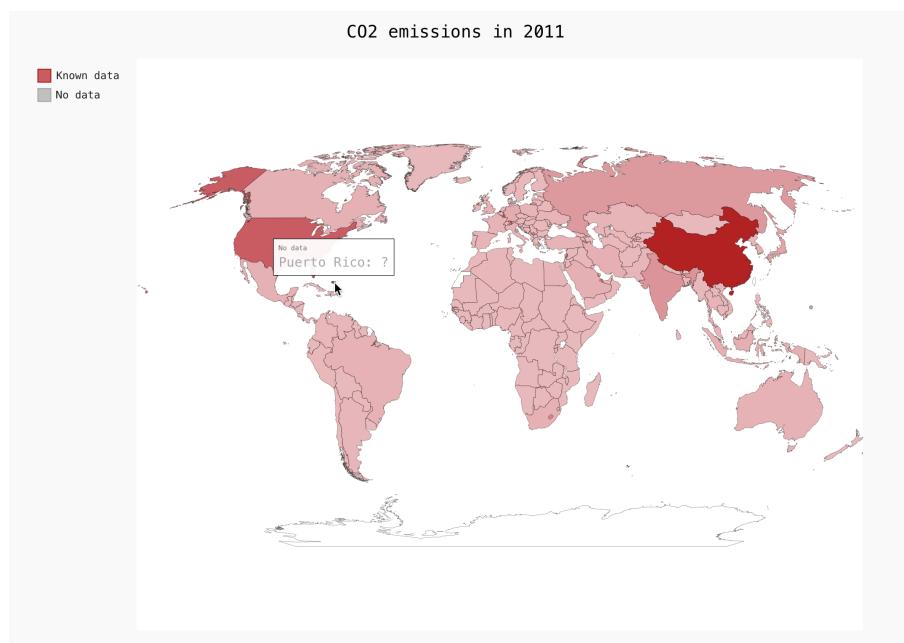 CO2 emissions in 2011
Known data
No data
No data
Puerto Rico: ?